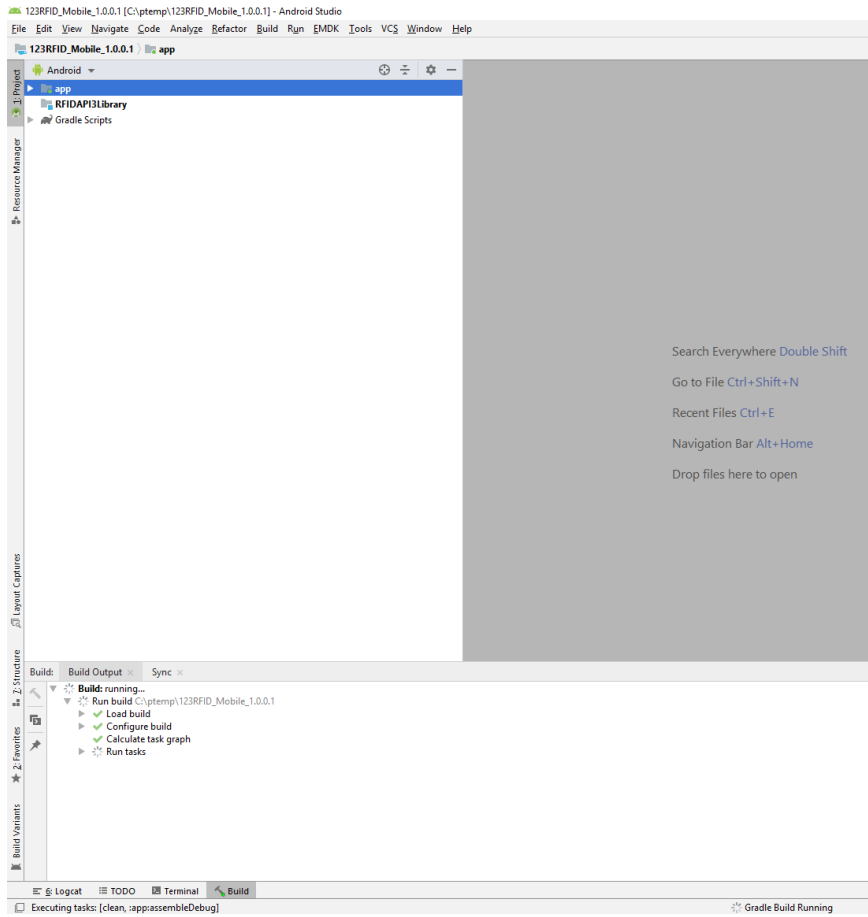 123RFID_Mobile_1.0.0.1 [C:\ptemp\123RFID_Mobile_1.0.0.1] - Android Studio
File Edit View Navigate Code Analyze Refactor Build Run EMDK Tools VCS Window Help
123RFID_Mobile_1.0.0.1 app
1: Project
Resource Manager
Layout Captures
7: Structure
2: Favorites
Build Variants
Android
app
RFIDAPI3Library
Gradle Scripts
Search Everywhere Double Shift
Go to File Ctrl+Shift+N
Recent Files Ctrl+E
Navigation Bar Alt+Home
Drop files here to open
Build: Build Output Sync
Build: running...
Run build C:\ptemp\123RFID_Mobile_1.0.0.1
Load build
Configure build
Calculate task graph
Run tasks
6: Logcat TODO Terminal Build
Executing tasks: [clean, :app:assembleDebug] Gradle Build Running